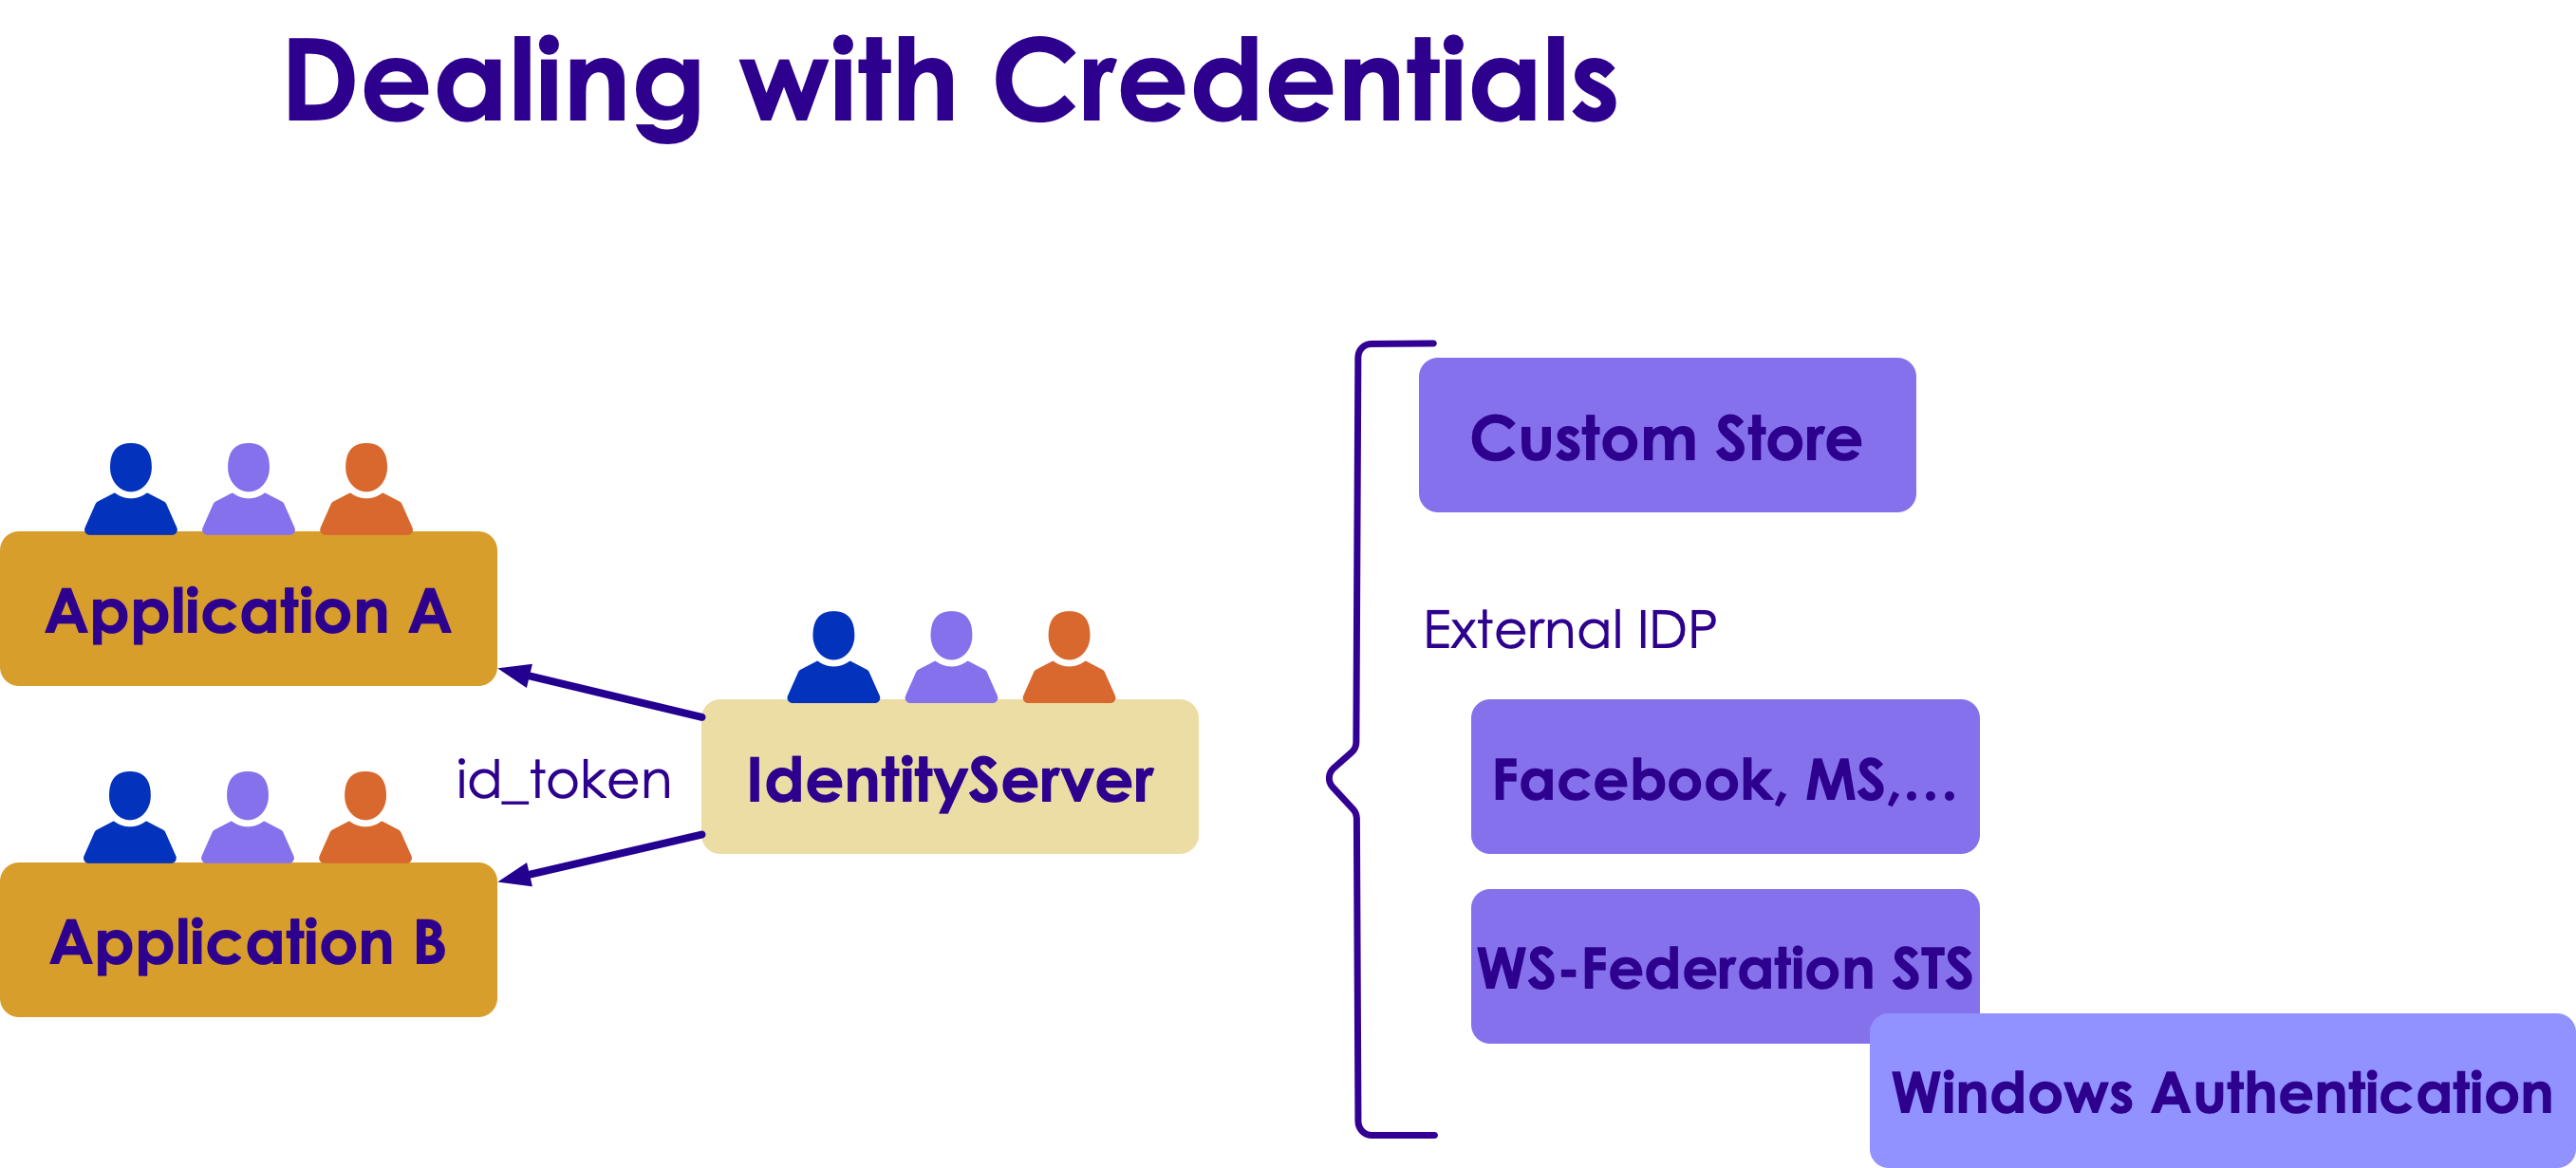 Dealing with Credentials
Application A
Application B
id_token
IdentityServer
Custom Store
External IDP
Facebook, MS,...
WS-Federation STS
Windows Authentication